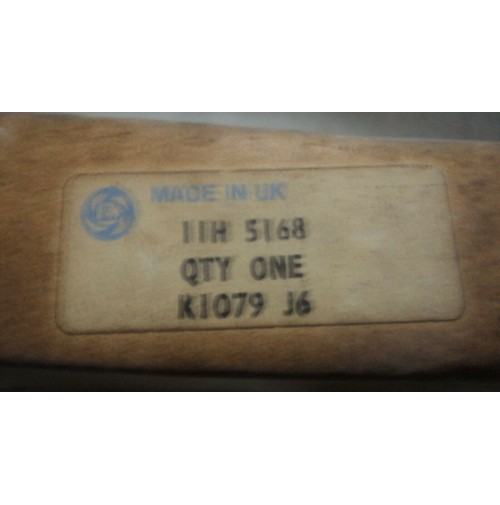 MADE IN UK
11H 5168
QTY ONE
K1079 J6